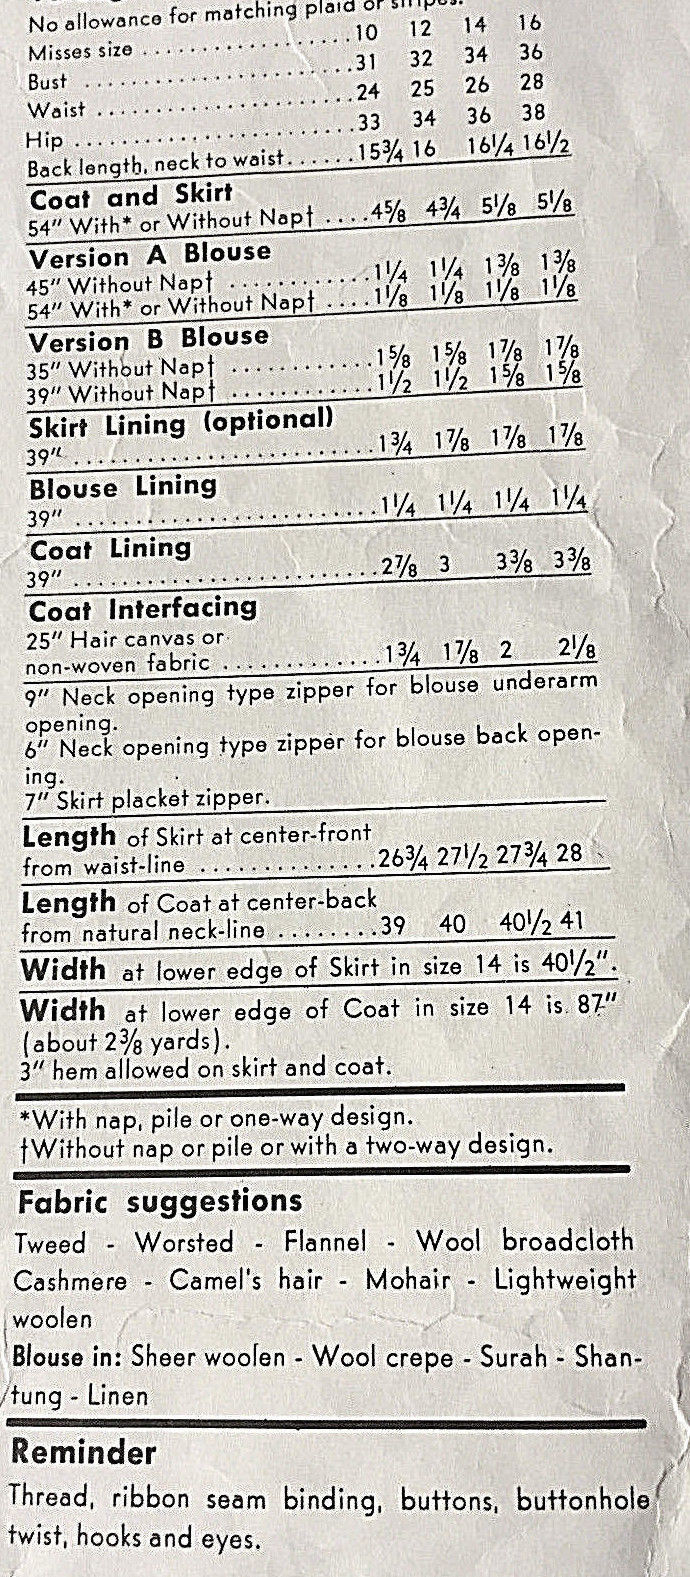 No allowance for matching plaid or stripes.
Misses size . . . . . . . . . . . . . . . . . . 10 12 14 16
Bust . . . . . . . . . . . . . . . . . . . . . . . 31 32 34 36
Waist . . . . . . . . . . . . . . . . . . . . . . 24 25 26 28
Hip . . . . . . . . . . . . . . . . . . . . . . . . 33 34 36 38
Back length, neck to waist . . . . . . 15¾ 16 16¼ 16½
Coat and Skirt
54" With* or Without Nap† . . . . 4⅝ 4¾ 5⅛ 5⅛
Version A Blouse
45" Without Nap† . . . . . . . . . . . . 1¼ 1¼ 1⅜ 1⅜
54" With* or Without Nap† . . . . 1⅛ 1⅛ 1⅛ 1⅛
Version B Blouse
35" Without Nap† . . . . . . . . . . . . 1⅝ 1⅝ 1⅞ 1⅞
39" Without Nap† . . . . . . . . . . . . 1½ 1½ 1⅝ 1⅝
Skirt Lining (optional)
39" . . . . . . . . . . . . . . . . . . . . . . . . 1¾ 1⅞ 1⅞ 1⅞
Blouse Lining
39" . . . . . . . . . . . . . . . . . . . . . . . . 1¼ 1¼ 1¼ 1¼
Coat Lining
39" . . . . . . . . . . . . . . . . . . . . . . . . 2⅞ 3 3⅜ 3⅜
Coat Interfacing
25" Hair canvas or
non-woven fabric . . . . . . . . . . . . . 1¾ 1⅞ 2 2⅛
9" Neck opening type zipper for blouse underarm
opening.
6" Neck opening type zipper for blouse back open-
ing.
7" Skirt placket zipper.
Length of Skirt at center-front
from waist-line . . . . . . . . . . . . . . 26¾ 27½ 27¾ 28
Length of Coat at center-back
from natural neck-line . . . . . . . . 39 40 40½ 41
Width at lower edge of Skirt in size 14 is 40½".
Width at lower edge of Coat in size 14 is 87"
(about 2⅜ yards).
3" hem allowed on skirt and coat.
*With nap, pile or one-way design.
†Without nap or pile or with a two-way design.
Fabric suggestions
Tweed - Worsted - Flannel - Wool broadcloth
Cashmere - Camel's hair - Mohair - Lightweight
woolen
Blouse in: Sheer woolen - Wool crepe - Surah - Shan-
tung - Linen
Reminder
Thread, ribbon seam binding, buttons, buttonhole
twist, hooks and eyes.